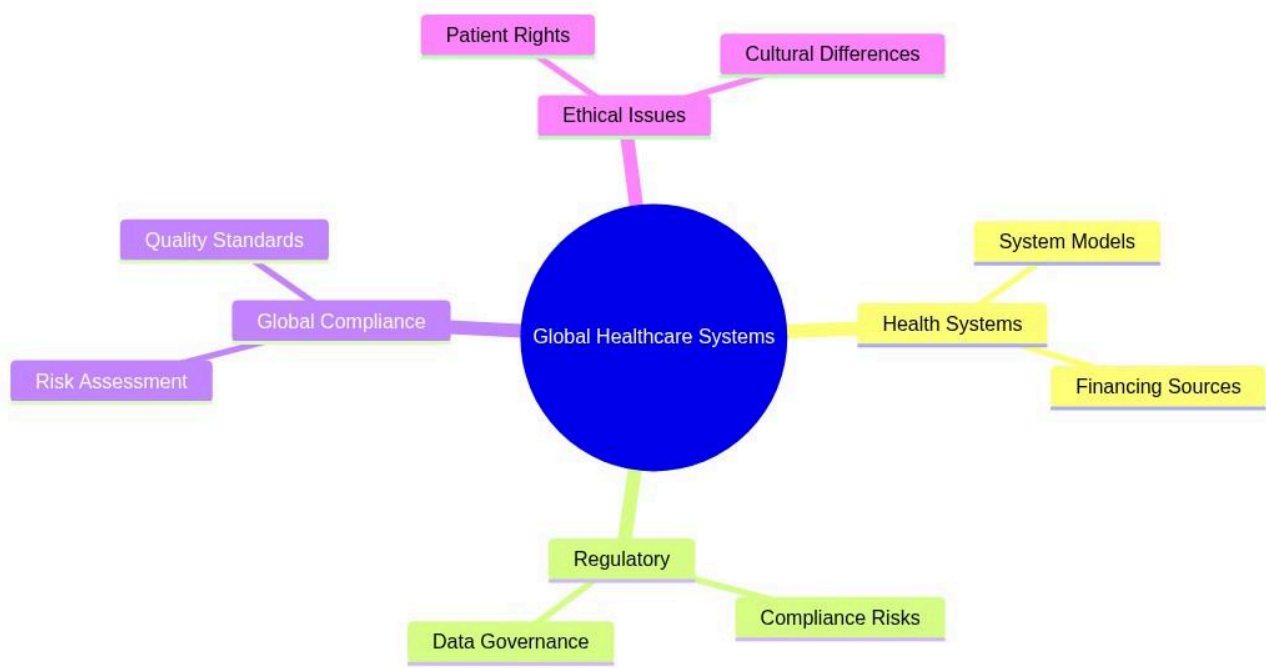 Patient Rights
Cultural Differences
Ethical Issues
Quality Standards
System Models
Global Compliance
Health Systems
Global Healthcare Systems
Risk Assessment
Financing Sources
Regulatory
Compliance Risks
Data Governance